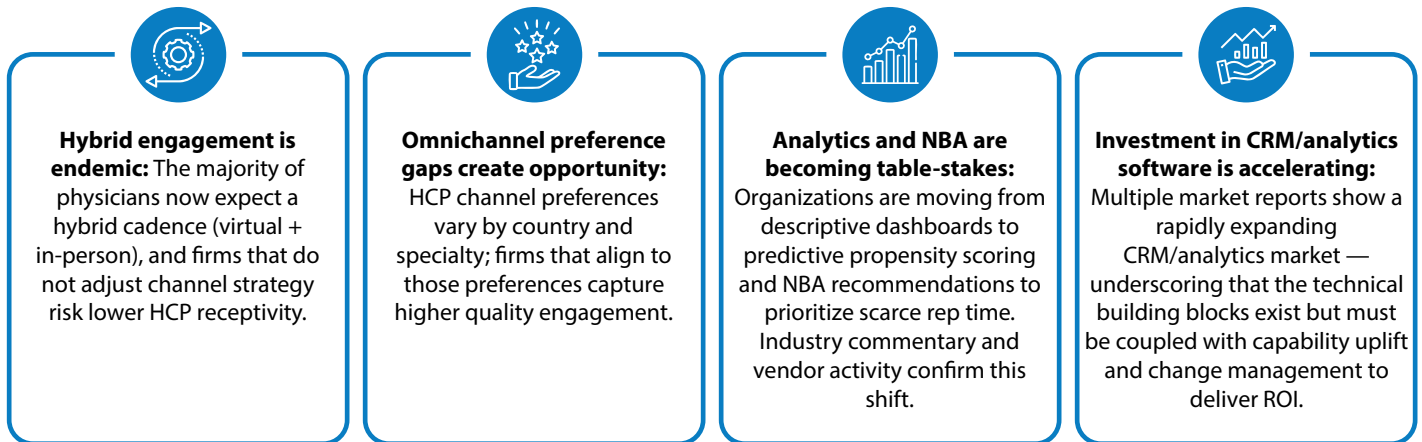 Hybrid engagement is
endemic: The majority of
physicians now expect a
hybrid cadence (virtual +
in-person), and firms that do
not adjust channel strategy
risk lower HCP receptivity.
Omnichannel preference
gaps create opportunity:
HCP channel preferences
vary by country and
specialty; firms that align to
those preferences capture
higher quality engagement.
Analytics and NBA are
becoming table-stakes:
Organizations are moving from
descriptive dashboards to
predictive propensity scoring
and NBA recommendations to
prioritize scarce rep time.
Industry commentary and
vendor activity confirm this
shift.
Investment in CRM/analytics
software is accelerating:
Multiple market reports show a
rapidly expanding
CRM/analytics market —
underscoring that the technical
building blocks exist but must
be coupled with capability uplift
and change management to
deliver ROI.